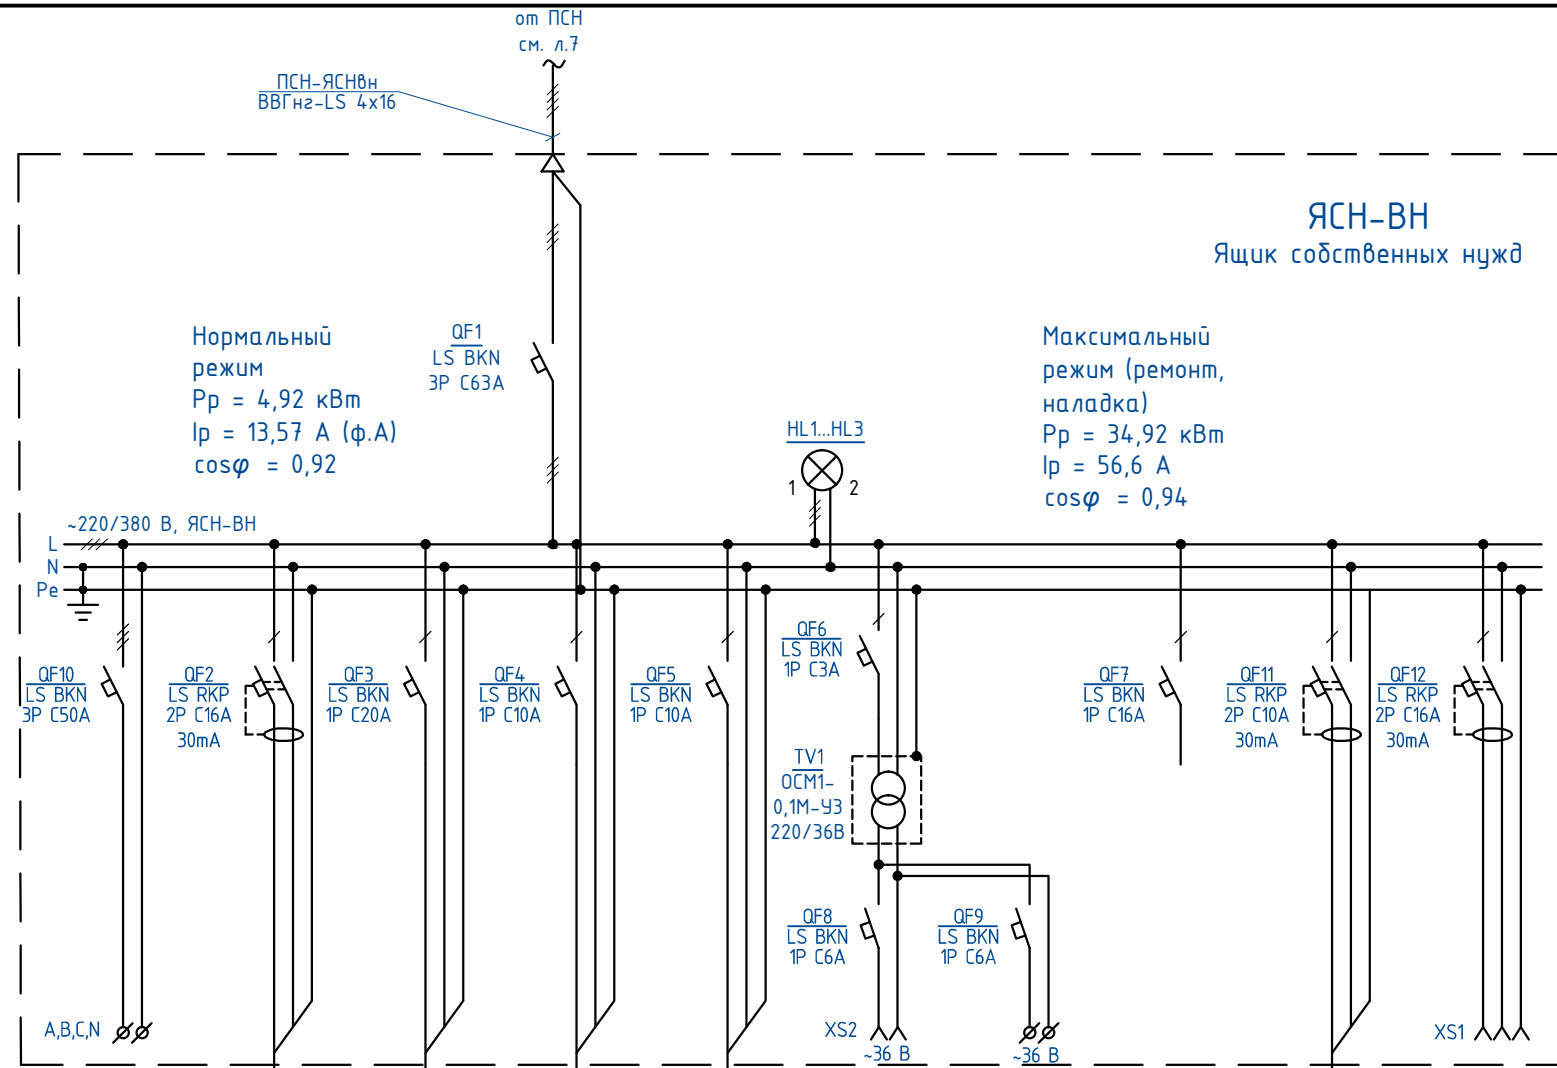 от ПСН
см. л.7
ПСН-ЯСНвн
ВВГнг-LS 4x16
ЯСН-ВН
Ящик собственных нужд
Нормальный
режим
Pр = 4,92 кВт
Iр = 13,57 А (ф.А)
cosφ = 0,92
QF1
LS BKN
3P C63A
Максимальный
режим (ремонт,
наладка)
Pр = 34,92 кВт
Iр = 56,6 А
cosφ = 0,94
HL1...HL3
1
2
~220/380 В, ЯСН-ВН
L
N
Pe
QF10
LS BKN
3P C50A
QF2
LS RKP
2P C16A
30mA
QF3
LS BKN
1P C20A
QF4
LS BKN
1P C10A
QF5
LS BKN
1P C10A
QF6
LS BKN
1P C3A
QF7
LS BKN
1P C16A
QF11
LS RKP
2P C10A
30mA
QF12
LS RKP
2P C16A
30mA
TV1
ОСМ1-
0,1М-У3
220/36В
QF8
LS BKN
1P C6A
QF9
LS BKN
1P C6A
A,B,C,N
XS2
~36 В
~36 В
XS1